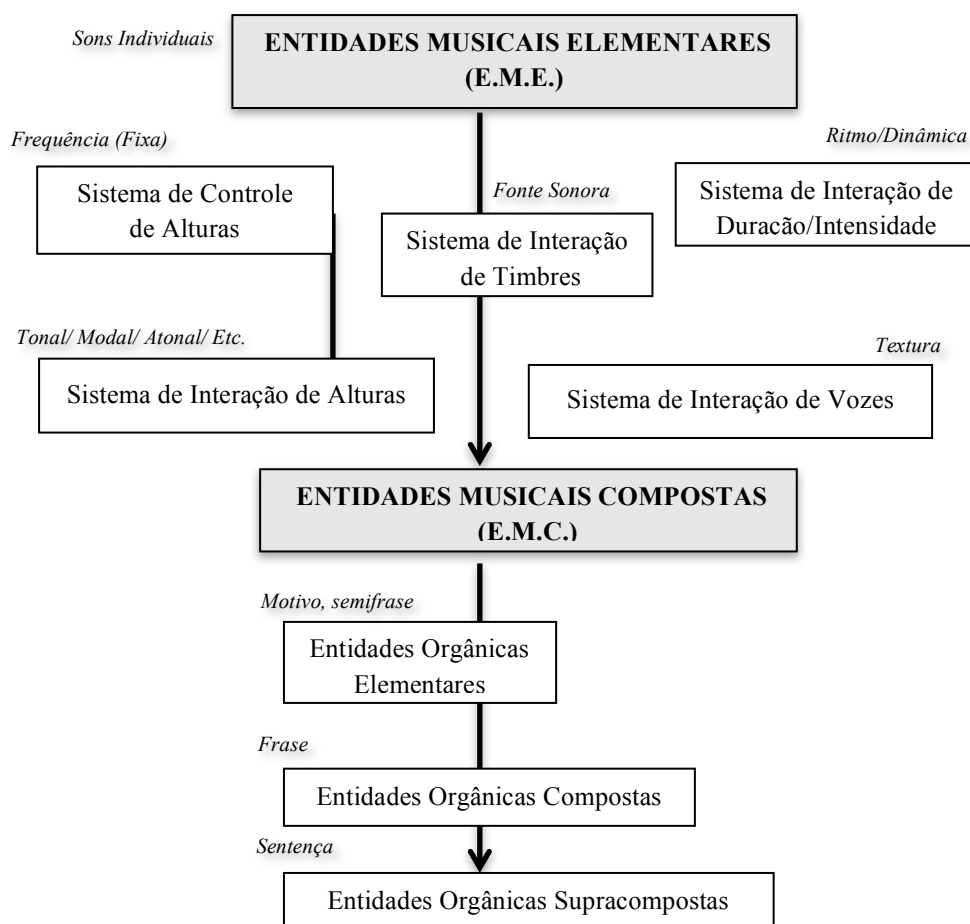 Sons Individuais
ENTIDADES MUSICAIS ELEMENTARES
(E.M.E.)
Frequência (Fixa)
Sistema de Controle
de Alturas
Fonte Sonora
Sistema de Interação
de Timbres
Ritmo/Dinâmica
Sistema de Interação de
Duracão/Intensidade
Tonal/ Modal/ Atonal/ Etc.
Sistema de Interação de Alturas
Textura
Sistema de Interação de Vozes
ENTIDADES MUSICAIS COMPOSTAS
(E.M.C.)
Motivo, semifrase
Entidades Orgânicas
Elementares
Frase
Entidades Orgânicas Compostas
Sentença
Entidades Orgânicas Supracompostas